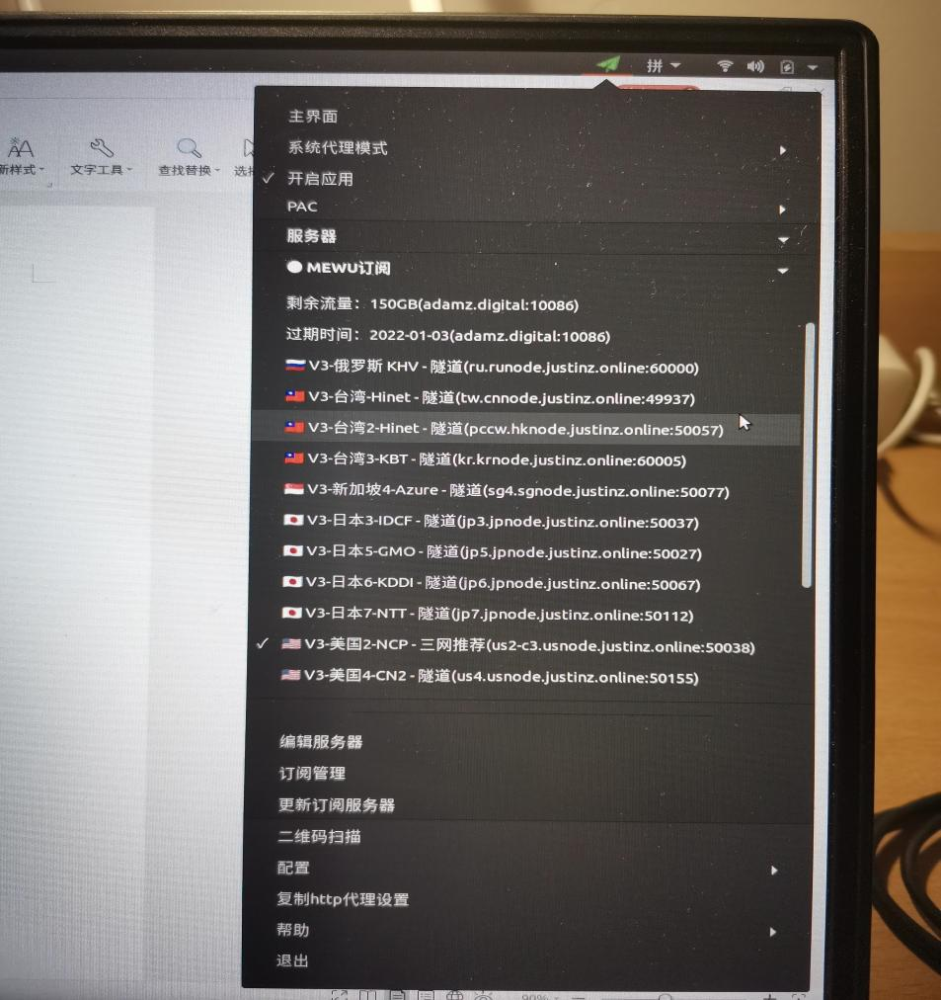 拼
新样式
文字工具
查找替换
选择
主界面
系统代理模式
✓ 开启应用
PAC
服务器
MEWU订阅
剩余流量：150GB(adamz.digital:10086)
过期时间：2022-01-03(adamz.digital:10086)
🇷🇺 V3-俄罗斯 KHV - 隧道(ru.runode.justinz.online:60000)
🇹🇼 V3-台湾-Hinet - 隧道(tw.cnnode.justinz.online:49937)
🇹🇼 V3-台湾2-Hinet - 隧道(pccw.hknode.justinz.online:50057)
🇹🇼 V3-台湾3-KBT - 隧道(kr.krnode.justinz.online:60005)
🇸🇬 V3-新加坡4-Azure - 隧道(sg4.sgnode.justinz.online:50077)
🇯🇵 V3-日本3-IDCF - 隧道(jp3.jpnode.justinz.online:50037)
🇯🇵 V3-日本5-GMO - 隧道(jp5.jpnode.justinz.online:50027)
🇯🇵 V3-日本6-KDDI - 隧道(jp6.jpnode.justinz.online:50067)
🇯🇵 V3-日本7-NTT - 隧道(jp7.jpnode.justinz.online:50112)
✓ 🇺🇸 V3-美国2-NCP - 三网推荐(us2-c3.usnode.justinz.online:50038)
🇺🇸 V3-美国4-CN2 - 隧道(us4.usnode.justinz.online:50155)
编辑服务器
订阅管理
更新订阅服务器
二维码扫描
配置
复制http代理设置
帮助
退出
90%